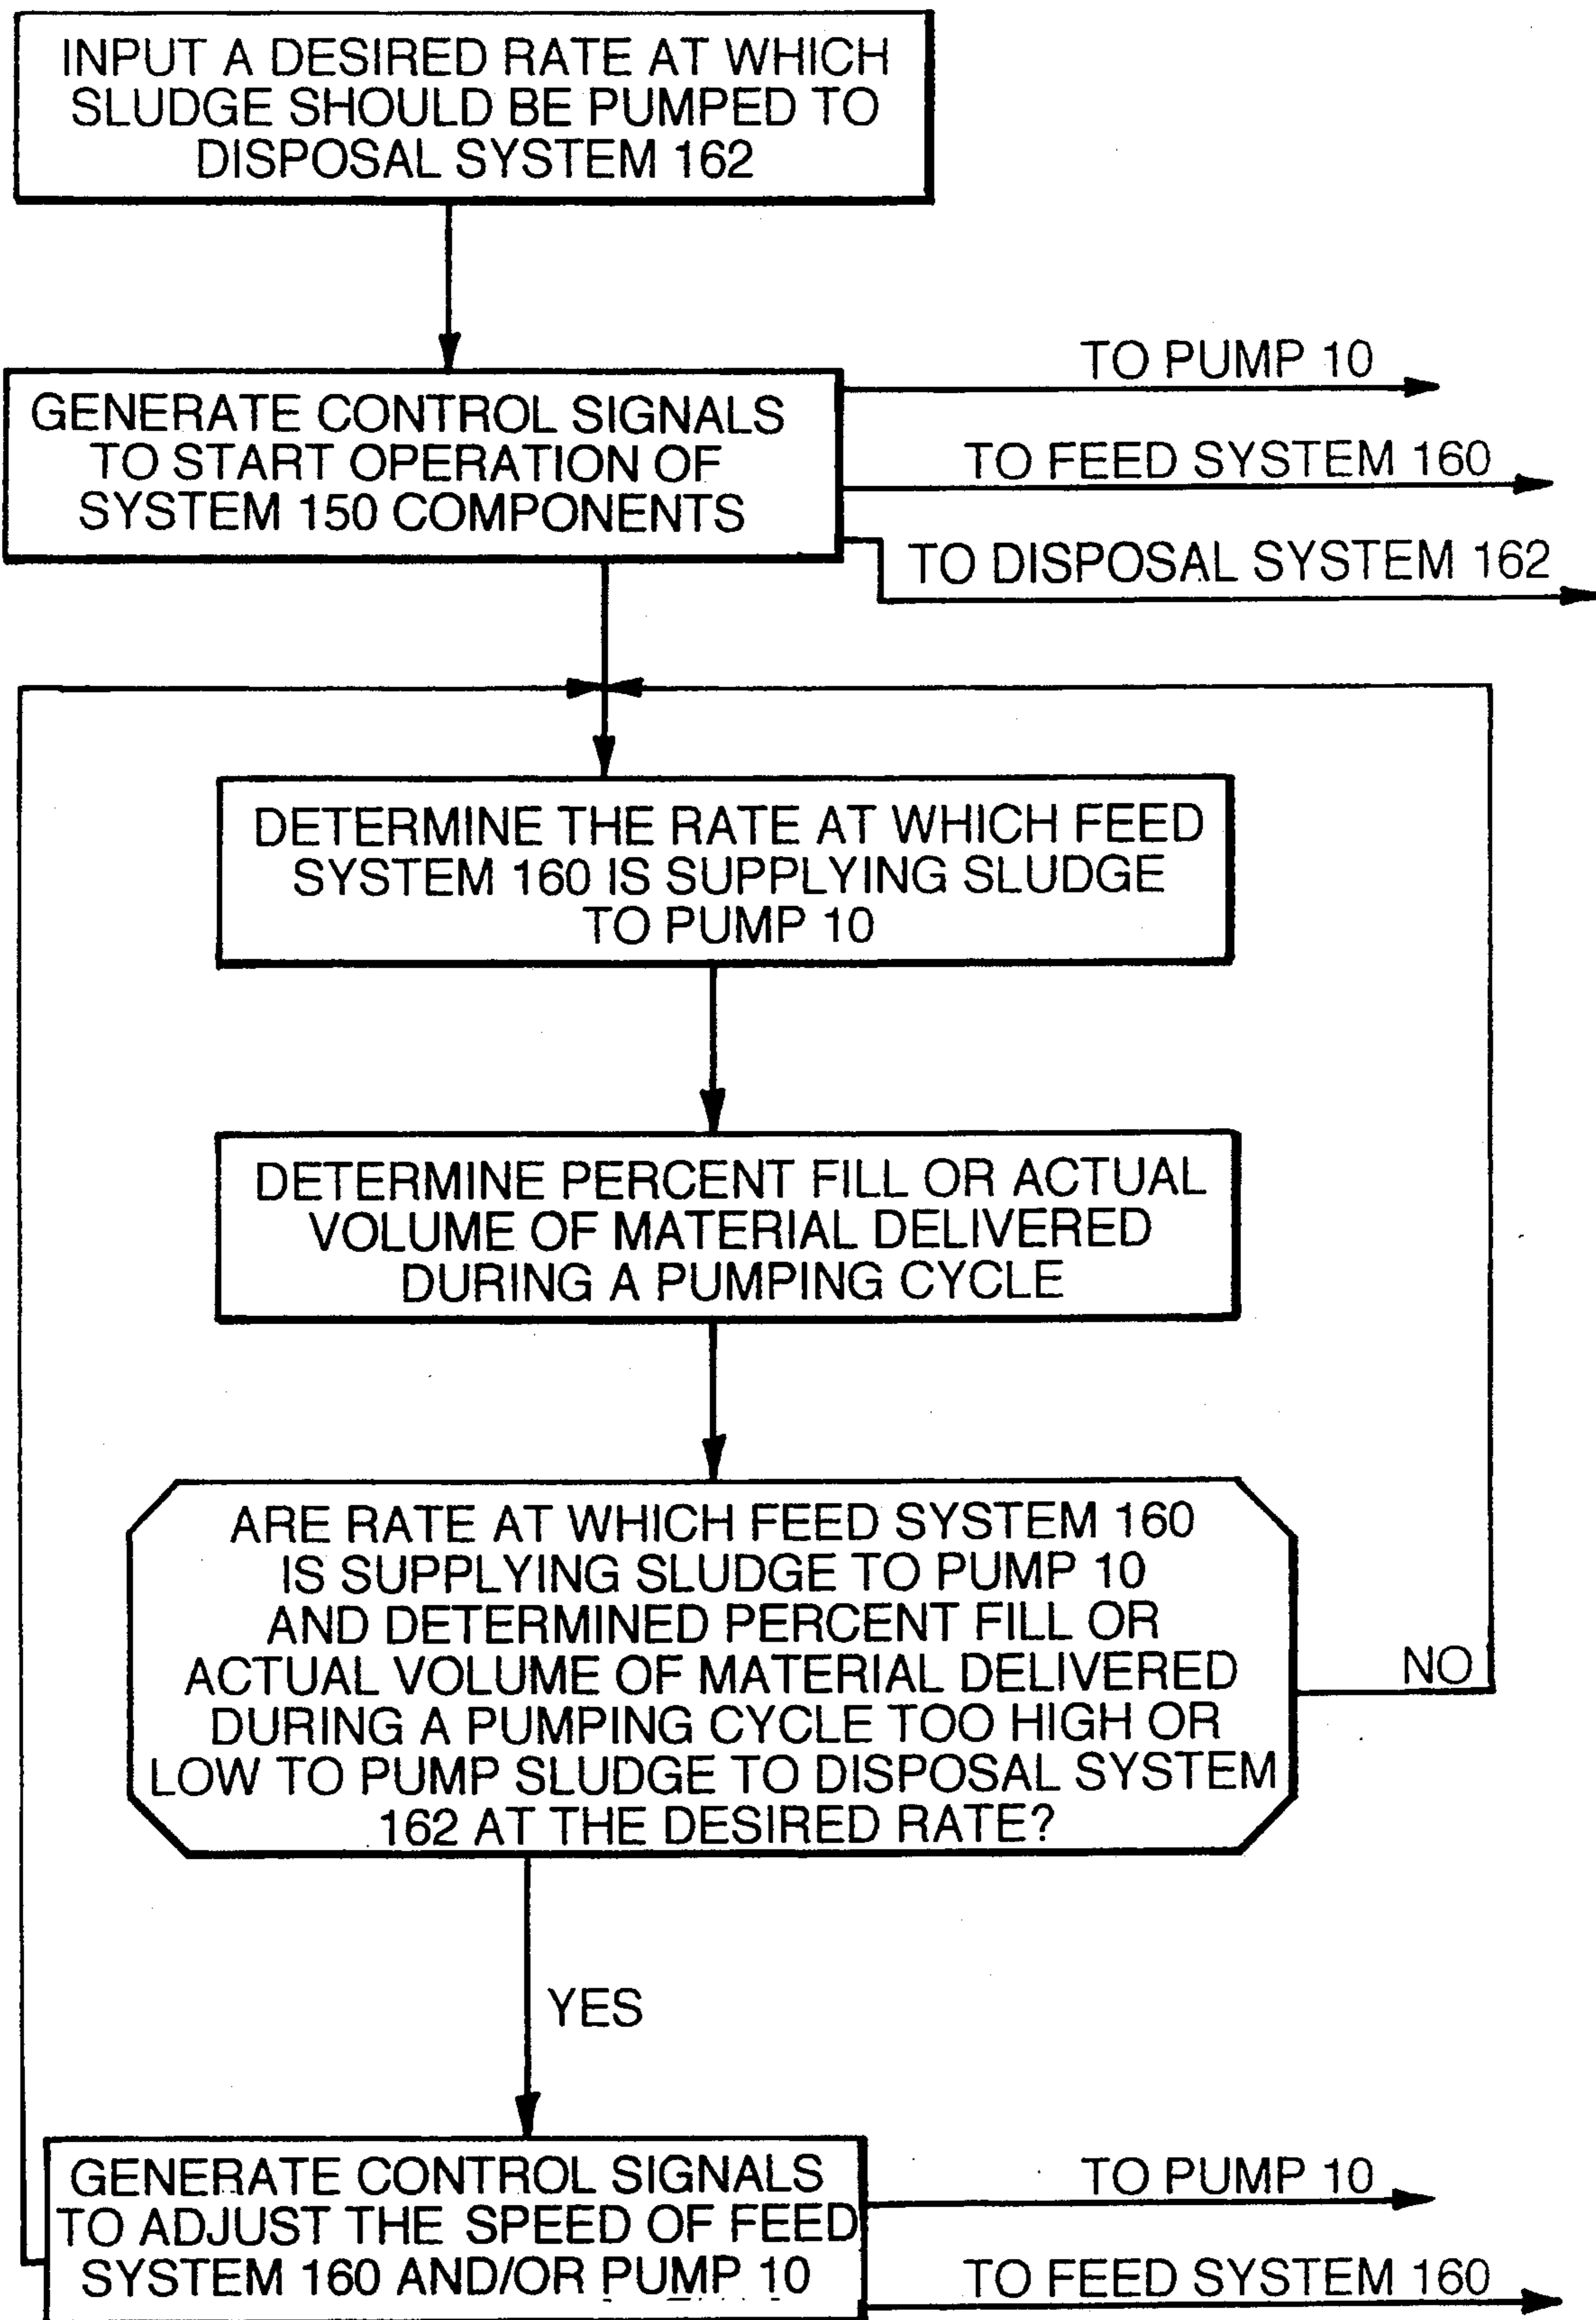 INPUT A DESIRED RATE AT WHICH
SLUDGE SHOULD BE PUMPED TO
DISPOSAL SYSTEM 162
GENERATE CONTROL SIGNALS
TO START OPERATION OF
SYSTEM 150 COMPONENTS
TO PUMP 10
TO FEED SYSTEM 160
TO DISPOSAL SYSTEM 162
DETERMINE THE RATE AT WHICH FEED
SYSTEM 160 IS SUPPLYING SLUDGE
TO PUMP 10
DETERMINE PERCENT FILL OR ACTUAL
VOLUME OF MATERIAL DELIVERED
DURING A PUMPING CYCLE
ARE RATE AT WHICH FEED SYSTEM 160
IS SUPPLYING SLUDGE TO PUMP 10
AND DETERMINED PERCENT FILL OR
ACTUAL VOLUME OF MATERIAL DELIVERED
DURING A PUMPING CYCLE TOO HIGH OR
LOW TO PUMP SLUDGE TO DISPOSAL SYSTEM
162 AT THE DESIRED RATE?
NO
YES
GENERATE CONTROL SIGNALS
TO ADJUST THE SPEED OF FEED
SYSTEM 160 AND/OR PUMP 10
TO PUMP 10
TO FEED SYSTEM 160